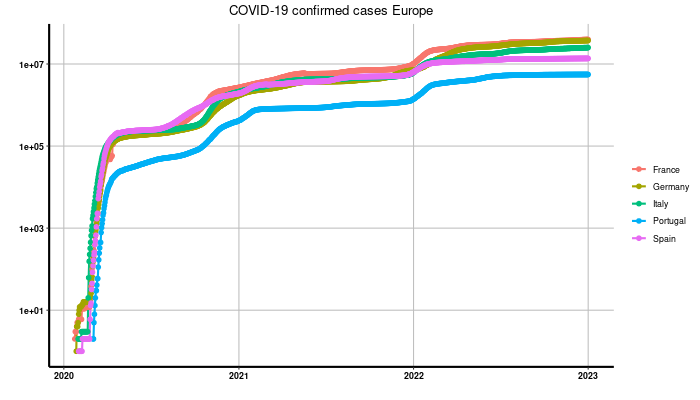 COVID-19 confirmed cases Europe
1e+07
1e+05
1e+03
1e+01
2020
2021
2022
2023
France
Germany
Italy
Portugal
Spain